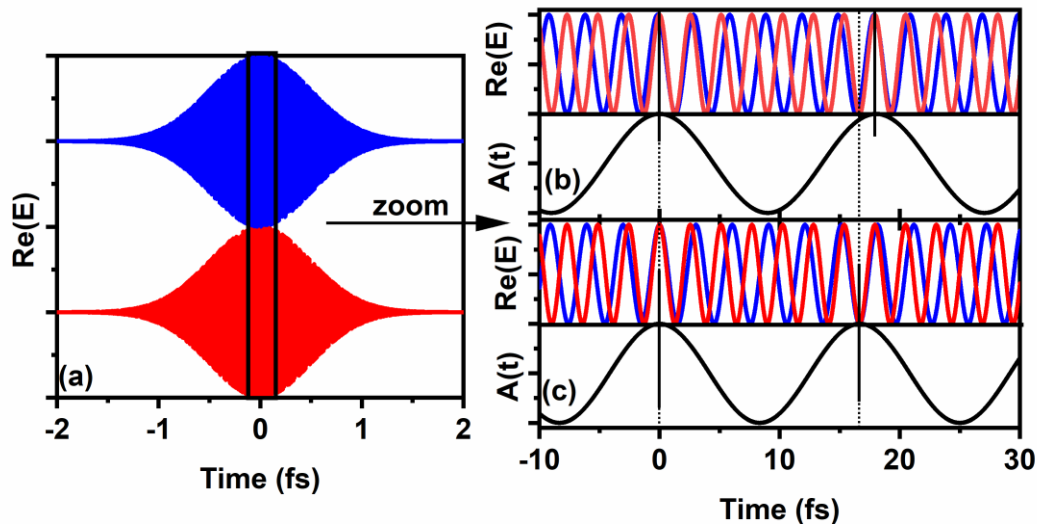 Re(E)
(a)
-2 -1 0 1 2
Time (fs)
zoom
Re(E)
A(t)
(b)
Re(E)
A(t)
(c)
-10 0 10 20 30
Time (fs)